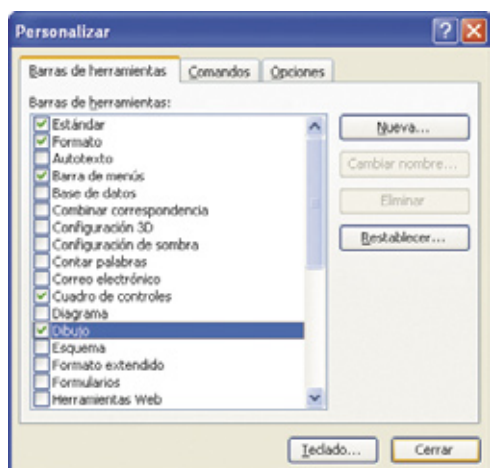 Personalizar
Barras de herramientas Comandos Opciones
Barras de herramientas:
Estándar
Formato
Autotexto
Barra de menús
Base de datos
Combinar correspondencia
Configuración 3D
Configuración de sombra
Contar palabras
Correo electrónico
Cuadro de controles
Diagrama
Dibujo
Esquema
Formato extendido
Formularios
Herramientas Web
Nueva...
Cambiar nombre...
Eliminar
Restablecer...
Teclado... Cerrar